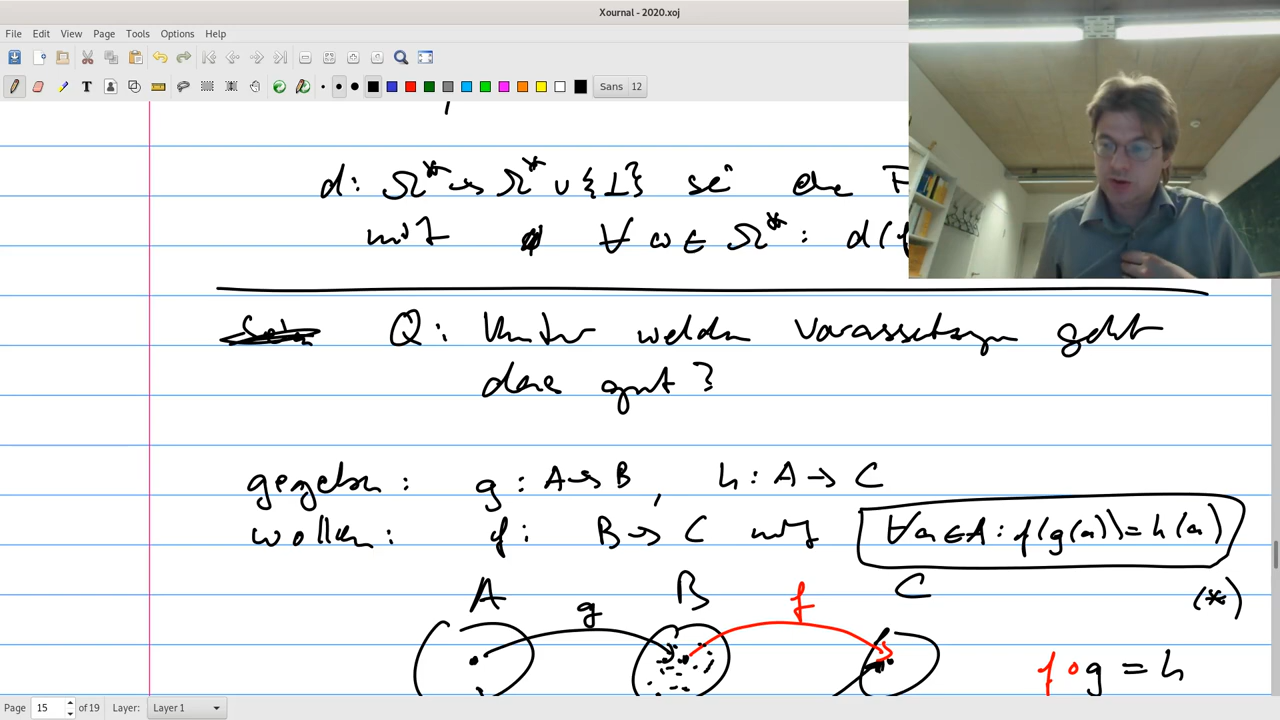 Xournal - 2020.xoj
File Edit View Page Tools Options Help
Sans 12
d: Ω* → Ω* ∪ {⊥} sei eine F
mit ∀ ω ∈ Ω*: d(f
Q: Unter welchen Voraussetzungen geht
das gut?
gegeben: g: A → B, h: A → C
wollen: f: B → C mit ∀a∈A: f(g(a)) = h(a)
(*)
A g B f C
f∘g = h
Page 15 of 19 Layer: Layer 1